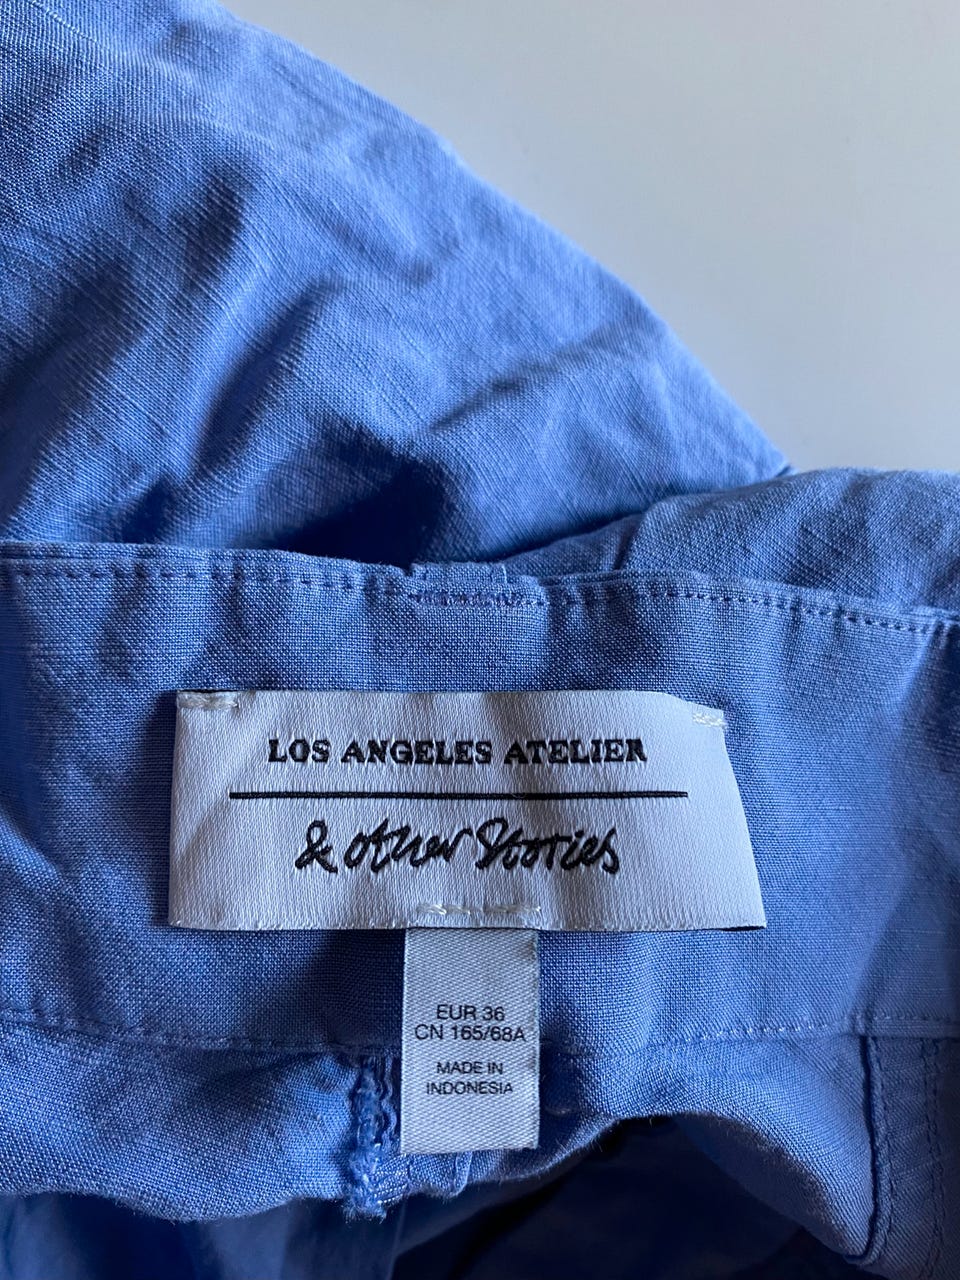 LOS ANGELES ATELIER
& other Stories
EUR 36
CN 165/68A
MADE IN
INDONESIA